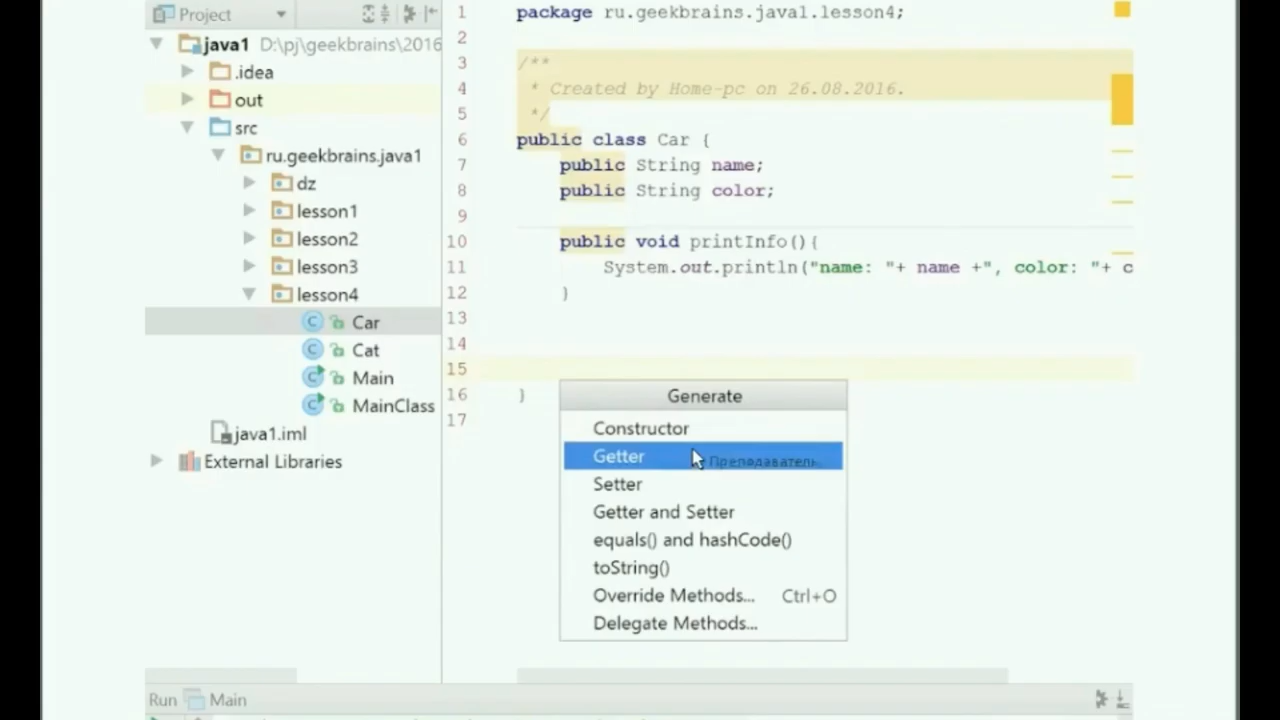 Project
java1 D:\pj\geekbrains\2016
.idea
out
src
ru.geekbrains.java1
dz
lesson1
lesson2
lesson3
lesson4
Car
Cat
Main
MainClass
java1.iml
External Libraries
1 package ru.geekbrains.java1.lesson4;
2
3 /**
4 * Created by Home-pc on 26.08.2016.
5 */
6 public class Car {
7 public String name;
8 public String color;
9
10 public void printInfo(){
11 System.out.println("name: "+ name +", color: "+ c
12 }
13
14
15
16 }
17
Generate
Constructor
Getter
Преподаватель
Setter
Getter and Setter
equals() and hashCode()
toString()
Override Methods... Ctrl+O
Delegate Methods...
Run Main